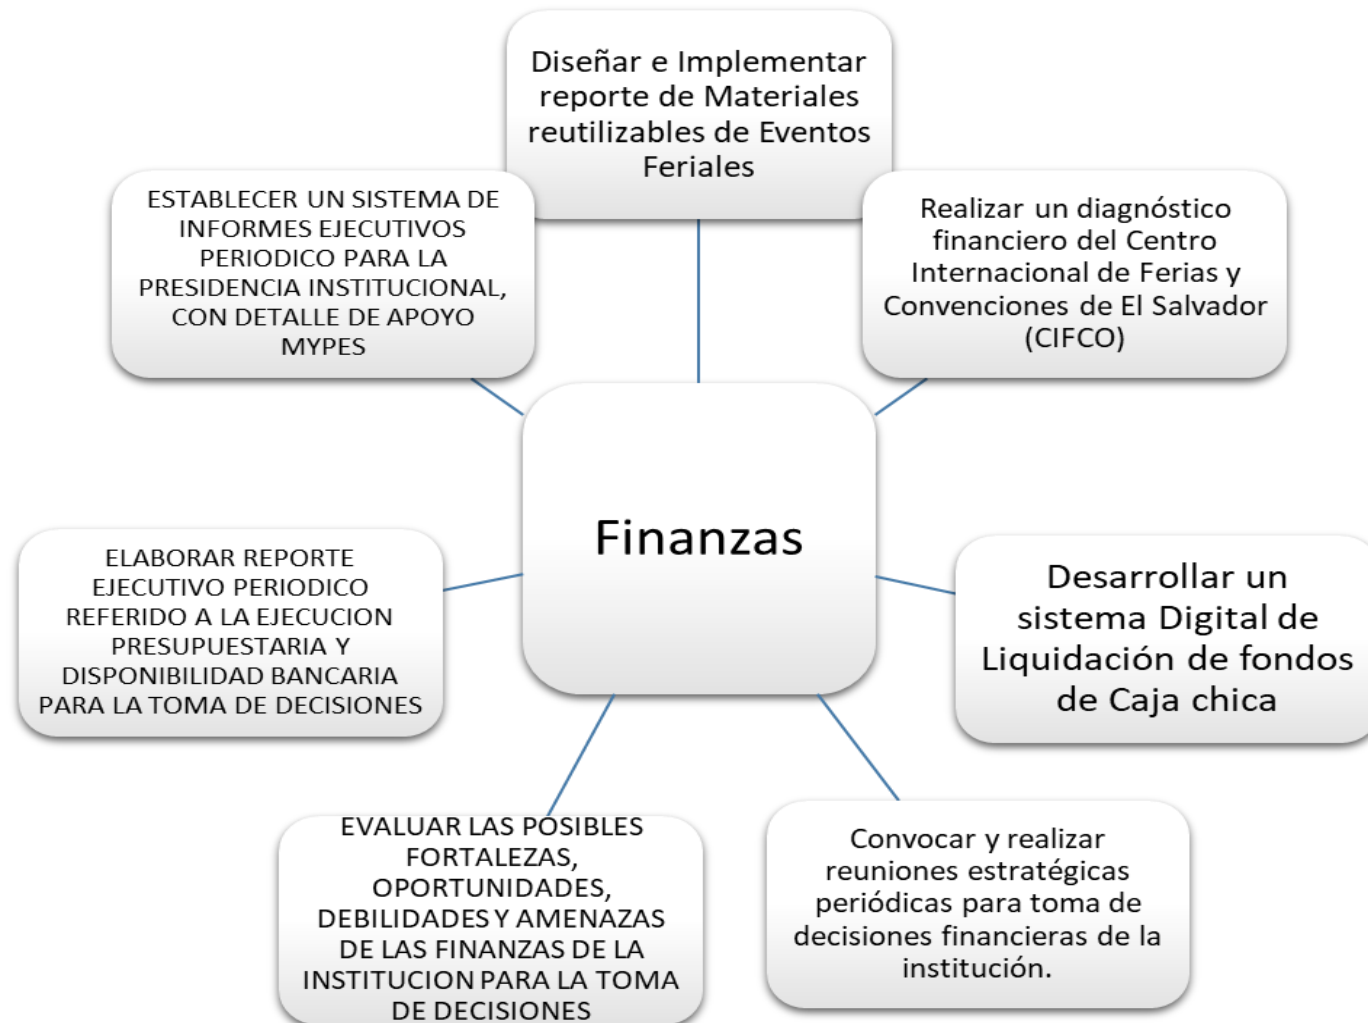 Diseñar e Implementar
reporte de Materiales
reutilizables de Eventos
Feriales
ESTABLECER UN SISTEMA DE
INFORMES EJECUTIVOS
PERIODICO PARA LA
PRESIDENCIA INSTITUCIONAL,
CON DETALLE DE APOYO
MYPES
Realizar un diagnóstico
financiero del Centro
Internacional de Ferias y
Convenciones de El Salvador
(CIFCO)
Finanzas
ELABORAR REPORTE
EJECUTIVO PERIODICO
REFERIDO A LA EJECUCION
PRESUPUESTARIA Y
DISPONIBILIDAD BANCARIA
PARA LA TOMA DE DECISIONES
Desarrollar un
sistema Digital de
Liquidación de fondos
de Caja chica
EVALUAR LAS POSIBLES
FORTALEZAS,
OPORTUNIDADES,
DEBILIDADES Y AMENAZAS
DE LAS FINANZAS DE LA
INSTITUCION PARA LA TOMA
DE DECISIONES
Convocar y realizar
reuniones estratégicas
periódicas para toma de
decisiones financieras de la
institución.